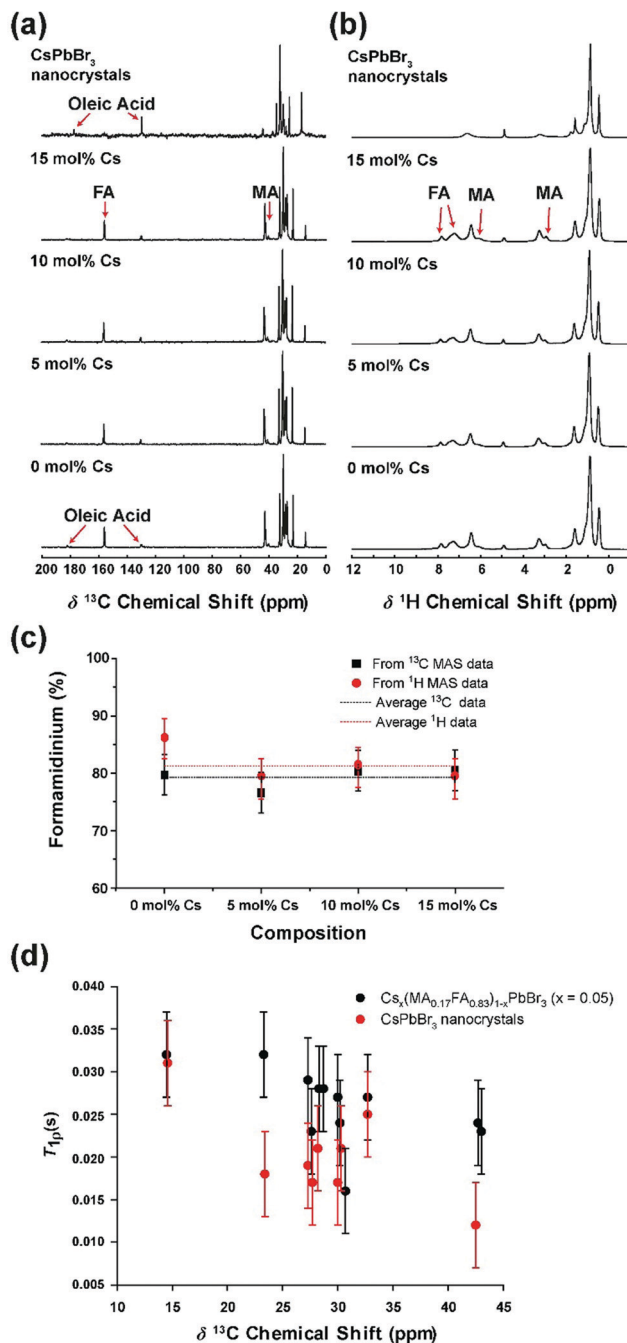 (a)
CsPbBr₃
nanocrystals
Oleic Acid
15 mol% Cs
FA
MA
10 mol% Cs
5 mol% Cs
0 mol% Cs
Oleic Acid
200 180 160 140 120 100 80 60 40 20 0
δ ¹³C Chemical Shift (ppm)
(b)
CsPbBr₃
nanocrystals
15 mol% Cs
FA
MA
MA
10 mol% Cs
5 mol% Cs
0 mol% Cs
12 10 8 6 4 2 0
δ ¹H Chemical Shift (ppm)
(c)
100
90
80
70
60
Formamidinium (%)
From ¹³C MAS data
From ¹H MAS data
Average ¹³C data
Average ¹H data
0 mol% Cs 5 mol% Cs 10 mol% Cs 15 mol% Cs
Composition
(d)
0.040
0.035
0.030
0.025
0.020
0.015
0.010
0.005
T₁ρ(s)
Csₓ(MA₀.₁₇FA₀.₈₃)₁₋ₓPbBr₃ (x = 0.05)
CsPbBr₃ nanocrystals
10 15 20 25 30 35 40 45
δ ¹³C Chemical Shift (ppm)